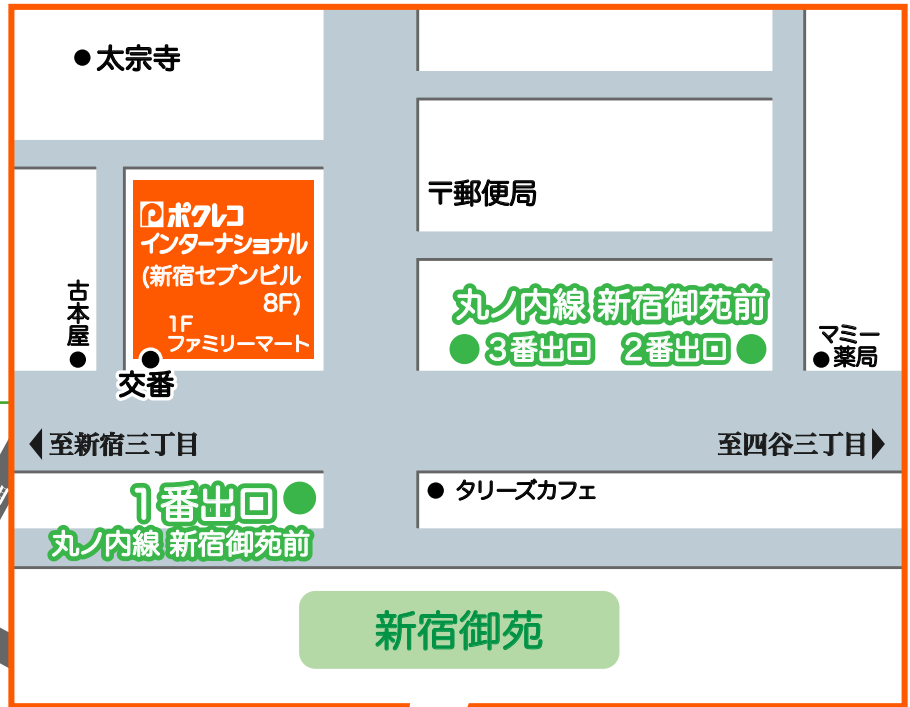 太宗寺
〒郵便局
ポクレコ
インターナショナル
(新宿セブンビル
8F)
1F
ファミリーマート
古本屋
交番
丸ノ内線 新宿御苑前
3番出口 2番出口
マミー
薬局
至新宿三丁目
至四谷三丁目
1番出口
丸ノ内線 新宿御苑前
タリーズカフェ
新宿御苑